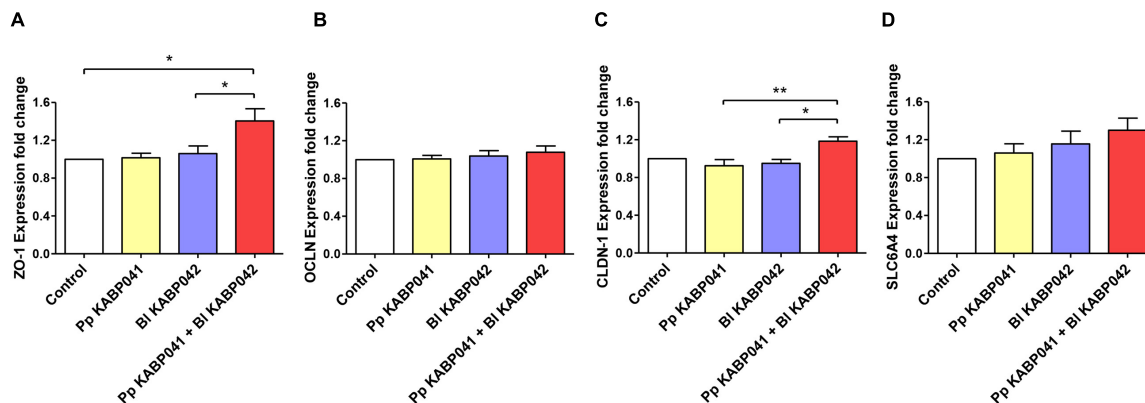 A
ZO-1 Expression fold change
1.6
1.2
0.8
0.4
0.0
*
*
Control
Pp KABP041
Bl KABP042
Pp KABP041 + Bl KABP042
B
OCLN Expression fold change
1.6
1.2
0.8
0.4
0.0
Control
Pp KABP041
Bl KABP042
Pp KABP041 + Bl KABP042
C
CLDN-1 Expression fold change
1.6
1.2
0.8
0.4
0.0
**
*
Control
Pp KABP041
Bl KABP042
Pp KABP041 + Bl KABP042
D
SLC6A4 Expression fold change
1.6
1.2
0.8
0.4
0.0
Control
Pp KABP041
Bl KABP042
Pp KABP041 + Bl KABP042